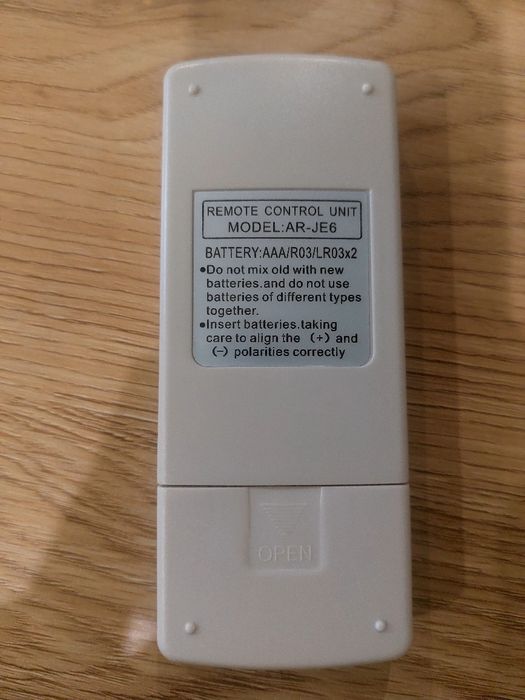 REMOTE CONTROL UNIT
MODEL:AR-JE6
BATTERY:AAA/R03/LR03x2
●Do not mix old with new
batteries.and do not use
batteries of different types
together.
●Insert batteries.taking
care to align the (+) and
(-) polarities correctly
OPEN